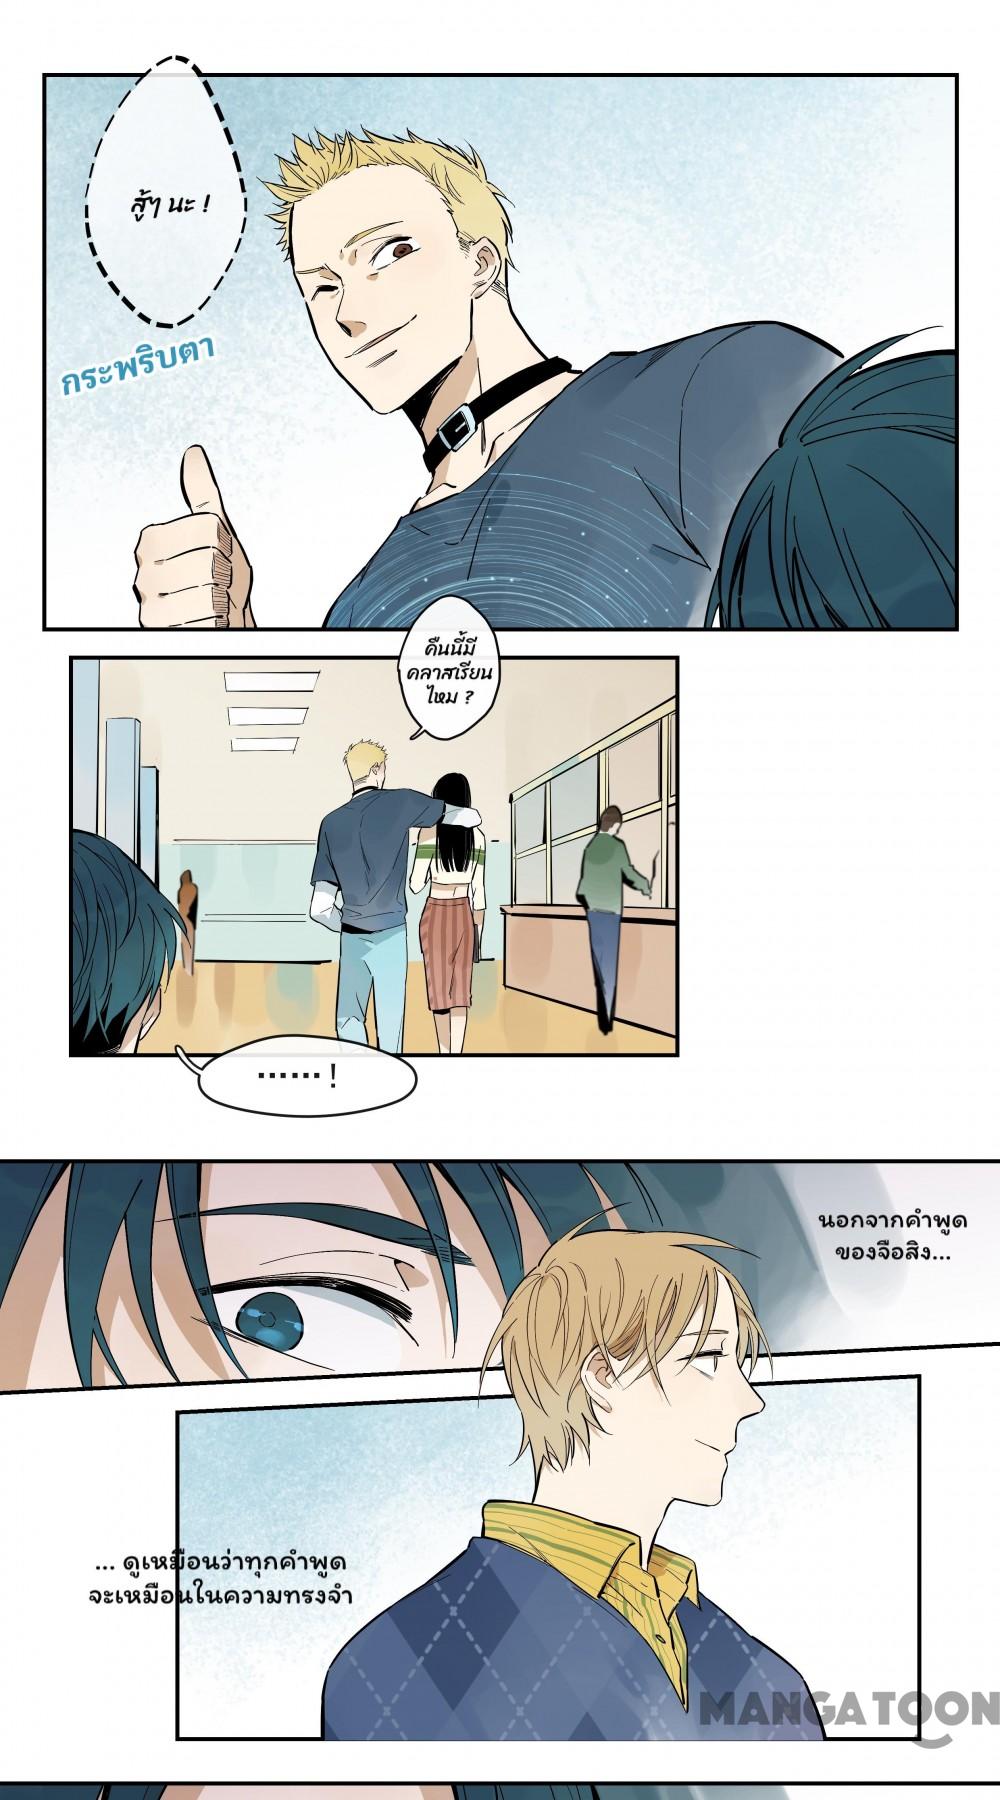 สู้ๆ นะ !
กระพริบตา
คืนนี้มี
คลาสเรียน
ไหม ?
⋯⋯ !
นอกจากคำพูด
ของจือสิง...
... ดูเหมือนว่าทุกคำพูด
จะเหมือนในความทรงจำ
MANGATOON